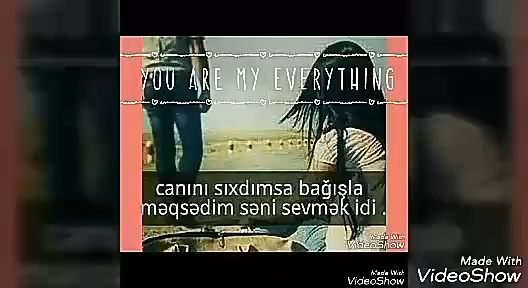 YOU ARE MY EVERYTHING
canını sıxdımsa bağışla
məqsədim səni sevmək idi .
Made With
VideoShow
Made With
VideoShow
Made With
VideoShow